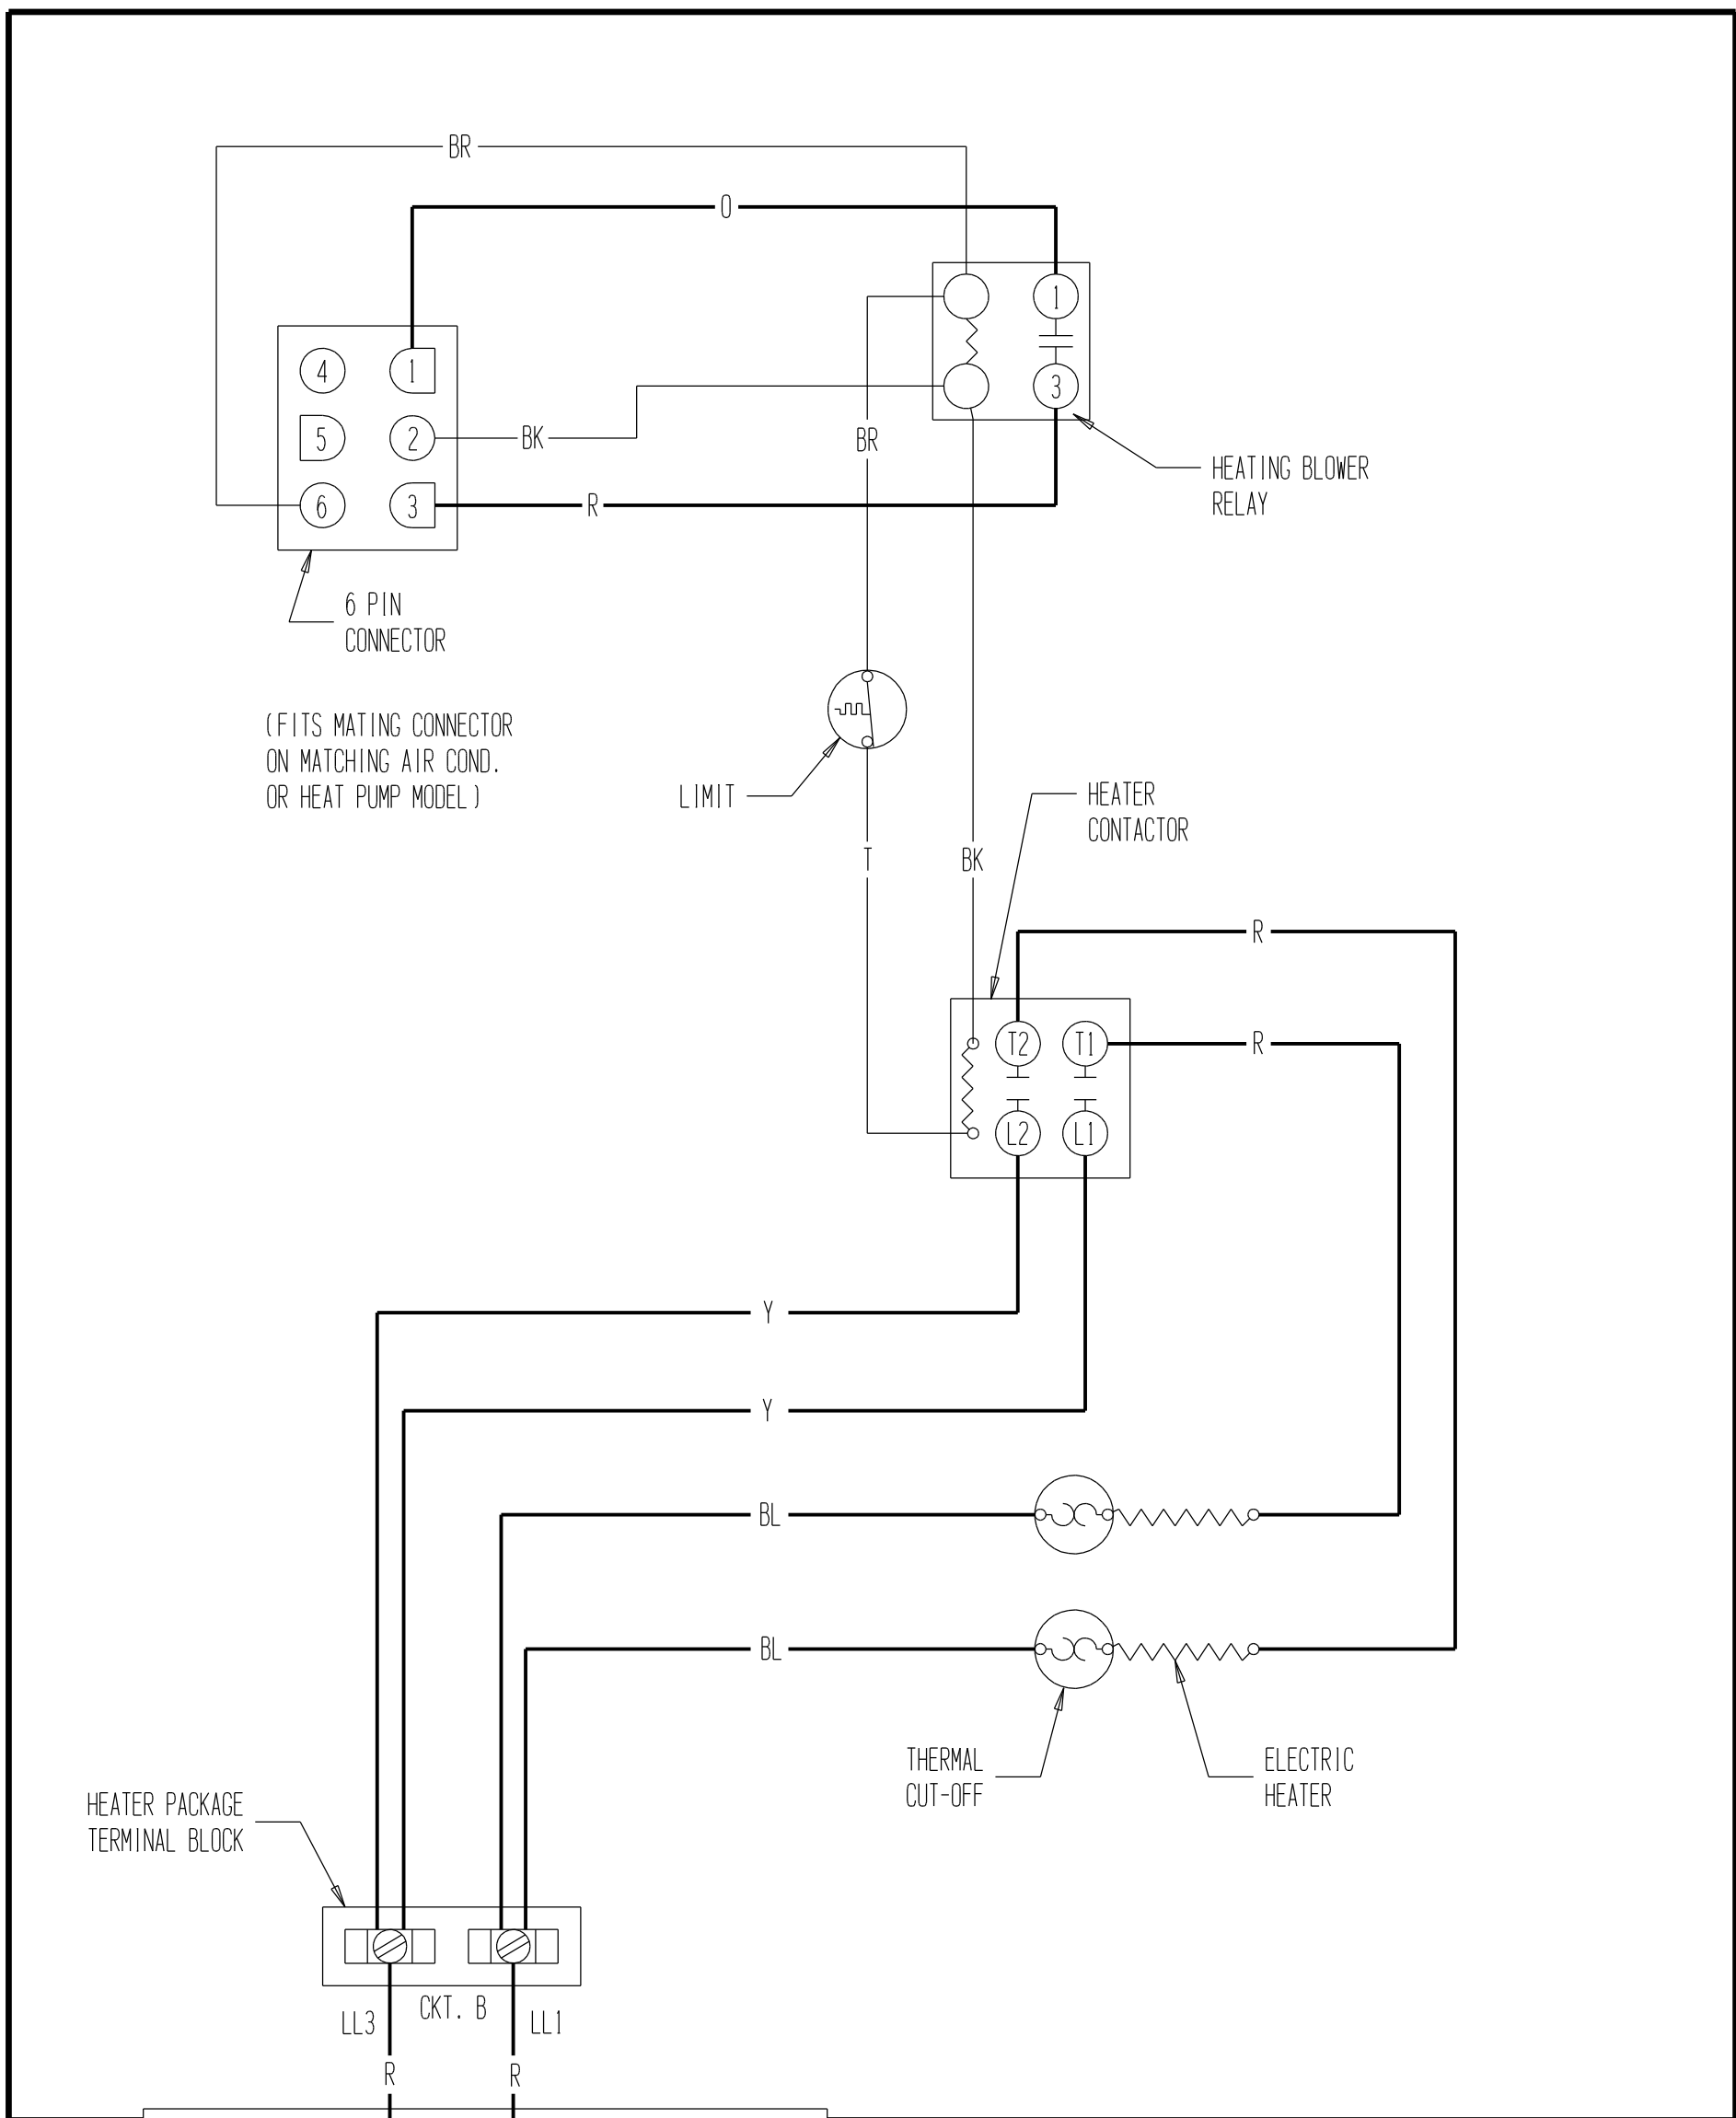 BR
O
1
4
1
3
5
2
BK
BR
HEATING BLOWER
RELAY
6
3
R
6 PIN
CONNECTOR
(FITS MATING CONNECTOR
ON MATCHING AIR COND.
OR HEAT PUMP MODEL)
LIMIT
HEATER
CONTACTOR
T
BK
R
T2
T1
R
L2
L1
Y
Y
BL
BL
THERMAL
CUT-OFF
ELECTRIC
HEATER
HEATER PACKAGE
TERMINAL BLOCK
LL3
CKT. B
LL1
R
R